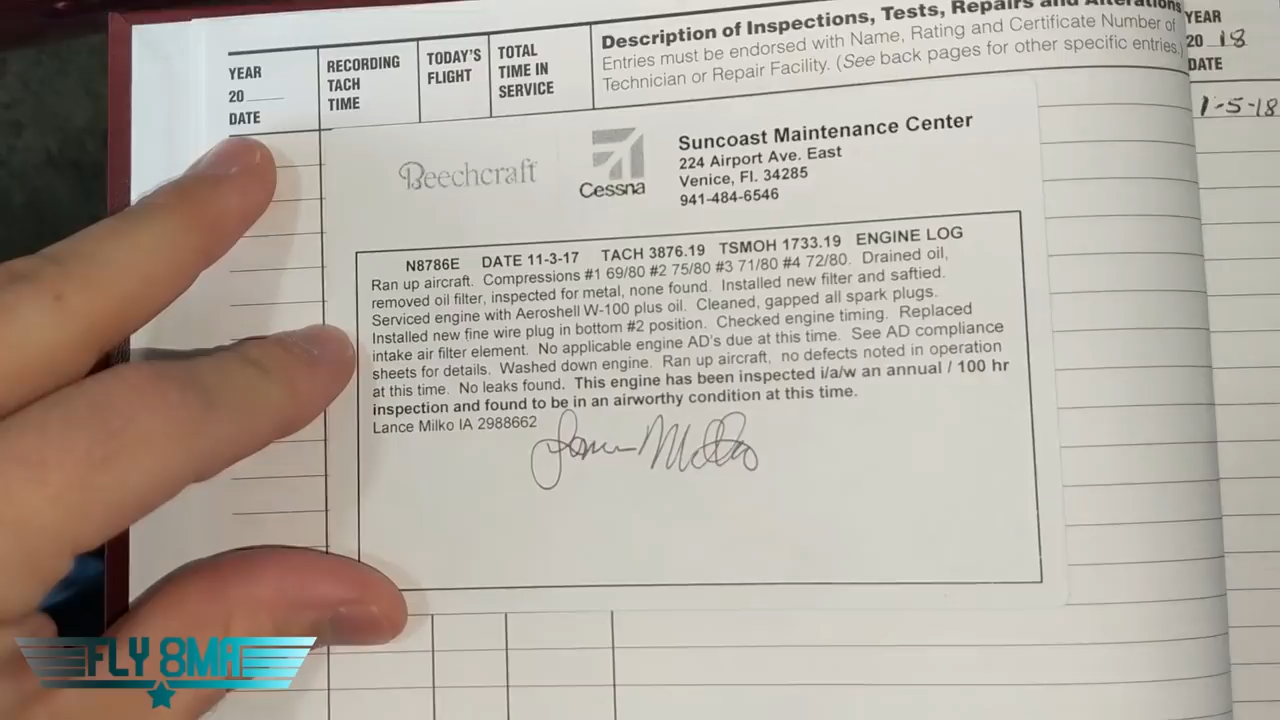 YEAR
20
DATE
RECORDING
TACH
TIME
TODAY'S
FLIGHT
TOTAL
TIME IN
SERVICE
Description of Inspections, Tests, Repairs and Alterations
Entries must be endorsed with Name, Rating and Certificate Number of
Technician or Repair Facility. (See back pages for other specific entries.)
YEAR
20 18
DATE
1-5-18
Beechcraft
Cessna
Suncoast Maintenance Center
224 Airport Ave. East
Venice, Fl. 34285
941-484-6546
N8786E DATE 11-3-17 TACH 3876.19 TSMOH 1733.19 ENGINE LOG
Ran up aircraft. Compressions #1 69/80 #2 75/80 #3 71/80 #4 72/80. Drained oil,
removed oil filter, inspected for metal, none found. Installed new filter and saftied.
Serviced engine with Aeroshell W-100 plus oil. Cleaned, gapped all spark plugs.
Installed new fine wire plug in bottom #2 position. Checked engine timing. Replaced
intake air filter element. No applicable engine AD's due at this time. See AD compliance
sheets for details. Washed down engine. Ran up aircraft, no defects noted in operation
at this time. No leaks found. This engine has been inspected i/a/w an annual / 100 hr
inspection and found to be in an airworthy condition at this time.
Lance Milko IA 2988662
Lance Milko
FLY 8MA